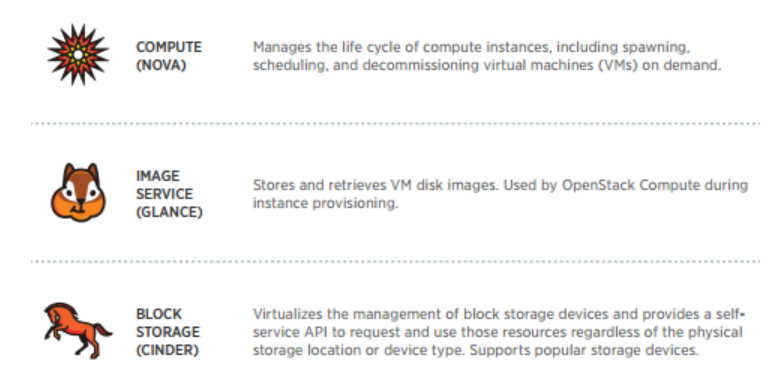 COMPUTE
(NOVA)
Manages the life cycle of compute instances, including spawning,
scheduling, and decommissioning virtual machines (VMs) on demand.
IMAGE
SERVICE
(GLANCE)
Stores and retrieves VM disk images. Used by OpenStack Compute during
instance provisioning.
BLOCK
STORAGE
(CINDER)
Virtualizes the management of block storage devices and provides a self-
service API to request and use those resources regardless of the physical
storage location or device type. Supports popular storage devices.